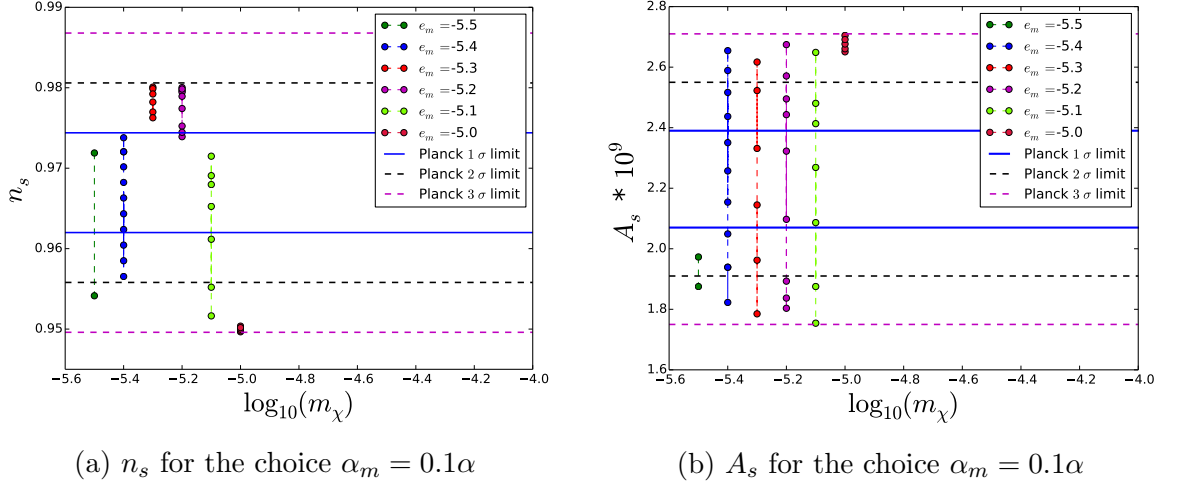 0.99
0.98
0.97
0.96
0.95
n_s
−5.6 −5.4 −5.2 −5.0 −4.8 −4.6 −4.4 −4.2 −4.0
log₁₀(m_χ)
e_m =-5.5
e_m =-5.4
e_m =-5.3
e_m =-5.2
e_m =-5.1
e_m =-5.0
Planck 1 σ limit
Planck 2 σ limit
Planck 3 σ limit
(a) n_s for the choice α_m = 0.1α
2.8
2.6
2.4
2.2
2.0
1.8
1.6
A_s * 10⁹
−5.6 −5.4 −5.2 −5.0 −4.8 −4.6 −4.4 −4.2 −4.0
log₁₀(m_χ)
e_m =-5.5
e_m =-5.4
e_m =-5.3
e_m =-5.2
e_m =-5.1
e_m =-5.0
Planck 1 σ limit
Planck 2 σ limit
Planck 3 σ limit
(b) A_s for the choice α_m = 0.1α